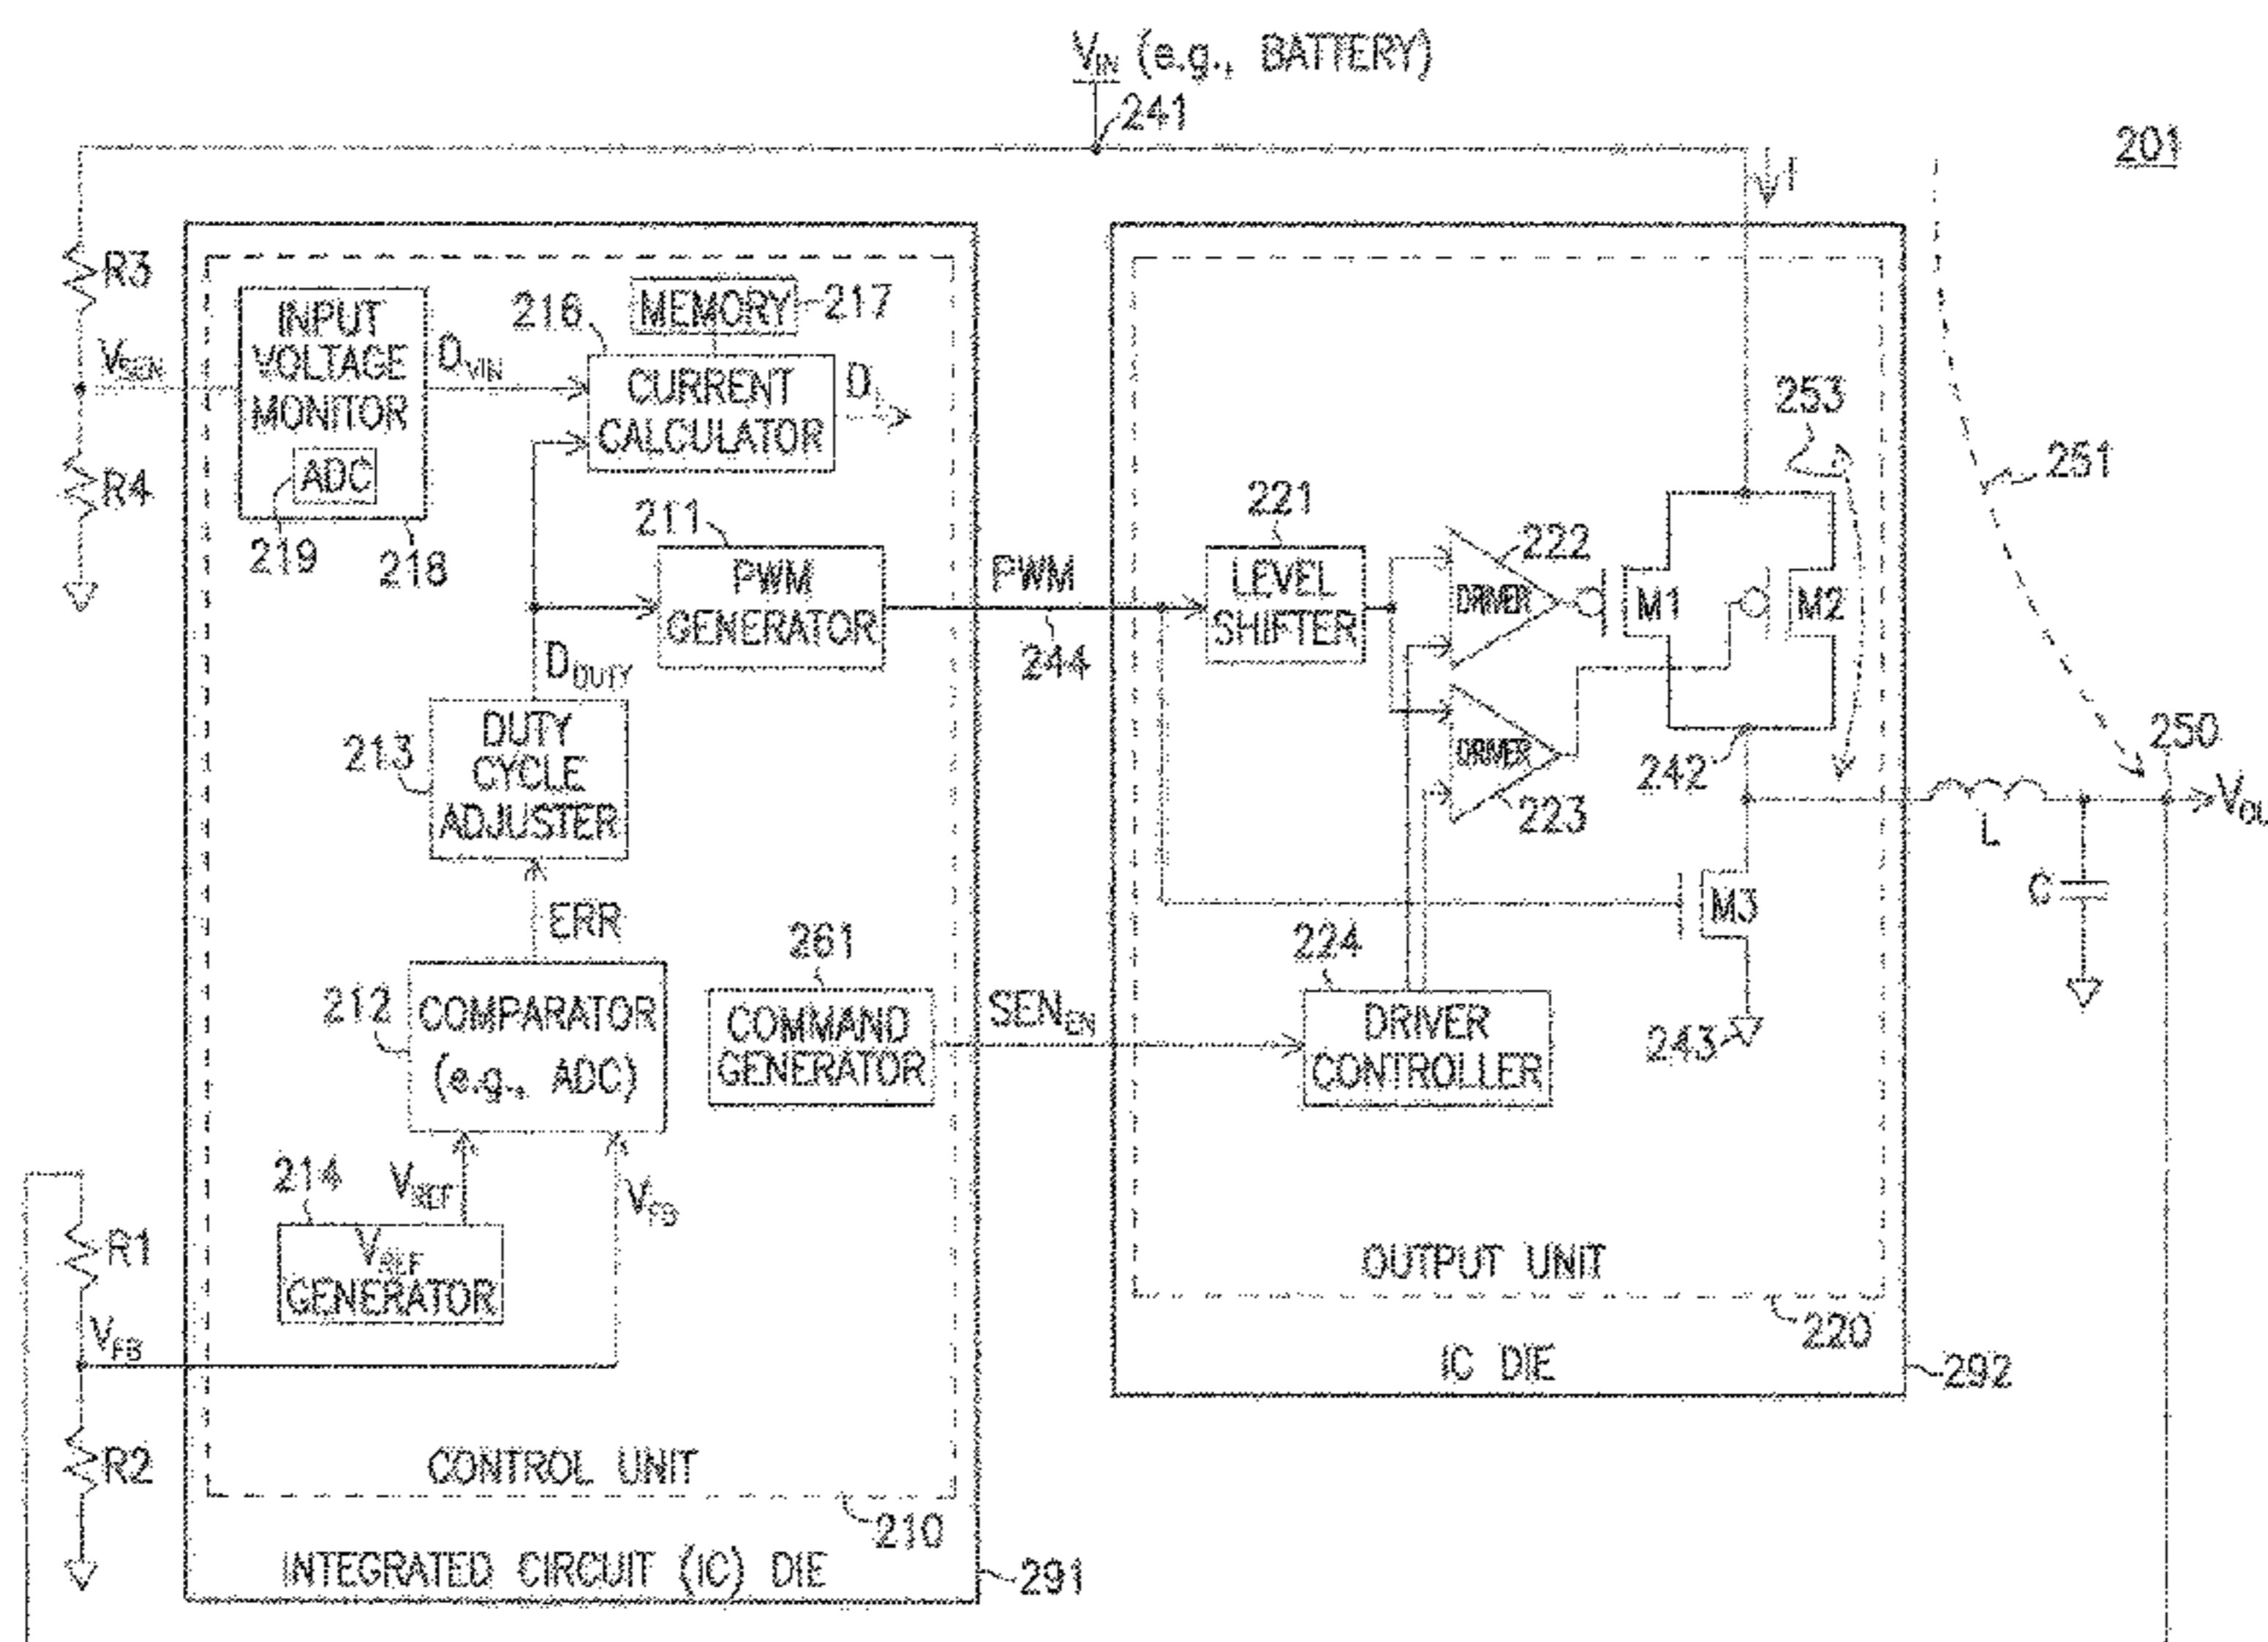 V_IN (e.g., BATTERY)
241
201
I
R3
INPUT
VOLTAGE
MONITOR
ADC
219
218
V_SEN
R4
D_VIN
216
MEMORY
217
CURRENT
CALCULATOR
211
PWM
GENERATOR
PWM
244
D_DUTY
DUTY
CYCLE
ADJUSTER
213
ERR
212
COMPARATOR
(e.g., ADC)
261
COMMAND
GENERATOR
SEN_EN
214
V_REF
V_REF
GENERATOR
V_FB
R1
V_FB
R2
CONTROL UNIT
210
INTEGRATED CIRCUIT (IC) DIE
291
221
LEVEL
SHIFTER
DRIVER
222
M1
M2
253
251
DRIVER
223
242
250
L
C
M3
243
224
DRIVER
CONTROLLER
OUTPUT UNIT
220
IC DIE
292